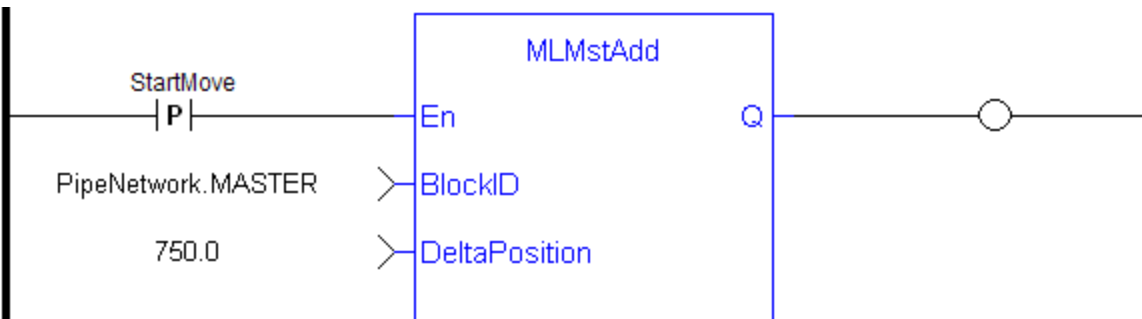 MLMstAdd
StartMove
P
En Q
PipeNetwork.MASTER BlockID
750.0 DeltaPosition